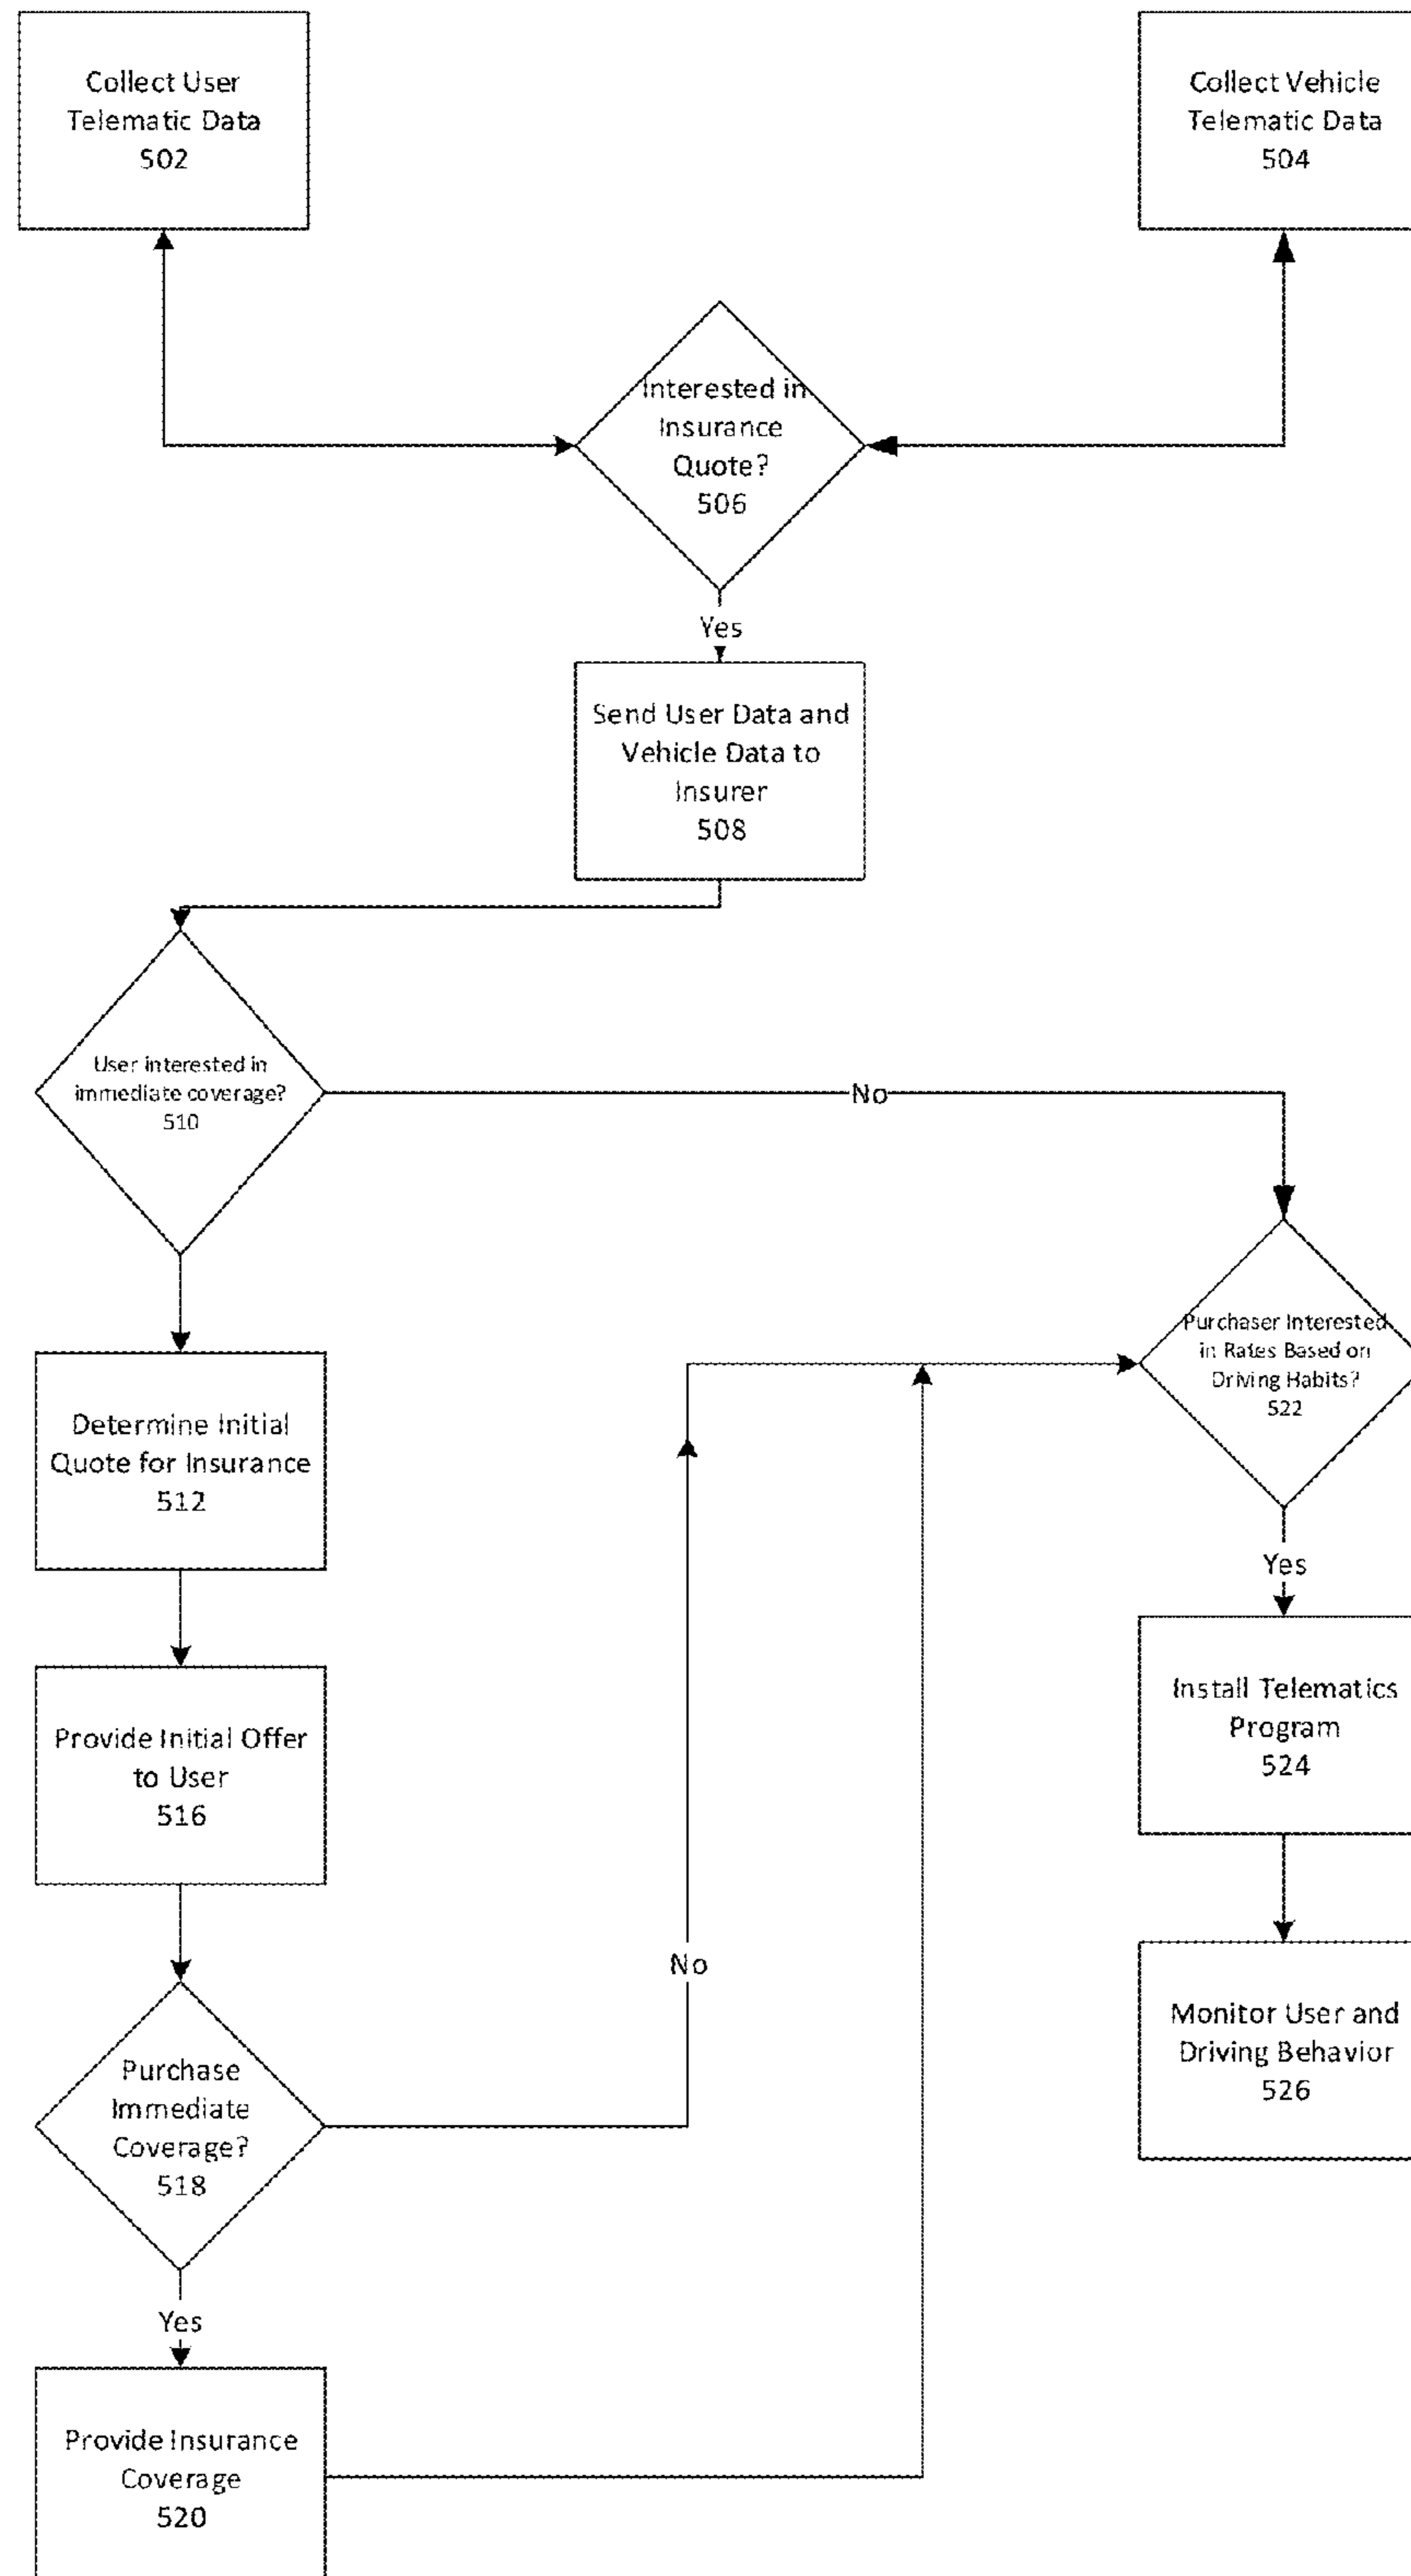 Collect User
Telematic Data
502
Collect Vehicle
Telematic Data
504
Interested in
Insurance
Quote?
506
Yes
Send User Data and
Vehicle Data to
Insurer
508
User interested in
immediate coverage?
510
No
Determine Initial
Quote for Insurance
512
Purchaser Interested
in Rates Based on
Driving Habits?
522
Yes
Provide Initial Offer
to User
516
Install Telematics
Program
524
No
Purchase
Immediate
Coverage?
518
Monitor User and
Driving Behavior
526
Yes
Provide Insurance
Coverage
520